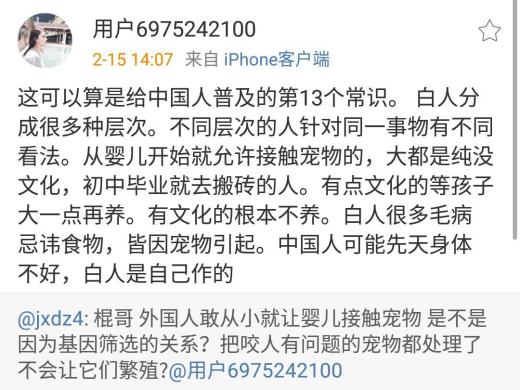 用户6975242100
2-15 14:07 来自 iPhone客户端
这可以算是给中国人普及的第13个常识。 白人分
成很多种层次。不同层次的人针对同一事物有不同
看法。从婴儿开始就允许接触宠物的，大都是纯没
文化，初中毕业就去搬砖的人。有点文化的等孩子
大一点再养。有文化的根本不养。白人很多毛病
忌讳食物，皆因宠物引起。中国人可能先天身体
不好，白人是自己作的
@jxdz4: 棍哥 外国人敢从小就让婴儿接触宠物 是不是
因为基因筛选的关系？把咬人有问题的宠物都处理了
不会让它们繁殖?@用户6975242100